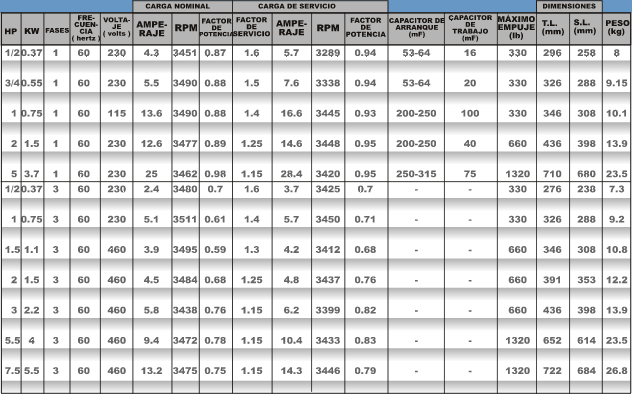 CARGA NOMINAL CARGA DE SERVICIO DIMENSIONES
HP KW FASES FRE-CUEN-CIA ( hertz ) VOLTA-JE ( volts ) AMPE-RAJE RPM FACTOR DE POTENCIA FACTOR DE SERVICIO AMPE-RAJE RPM FACTOR DE POTENCIA CAPACITOR DE ARRANQUE (mF) CAPACITOR DE TRABAJO (mF) MÁXIMO EMPUJE (lb) T.L. (mm) S.L. (mm) PESO (kg)
1/2 0.37 1 60 230 4.3 3451 0.87 1.6 5.7 3289 0.94 53-64 16 330 296 258 8
3/4 0.55 1 60 230 5.5 3490 0.88 1.5 7.6 3338 0.94 53-64 20 330 326 288 9.15
1 0.75 1 60 115 13.6 3490 0.88 1.4 16.6 3445 0.93 200-250 100 330 346 308 10.1
2 1.5 1 60 230 12.6 3477 0.89 1.25 14.6 3448 0.95 200-250 40 660 436 398 13.9
5 3.7 1 60 230 25 3462 0.98 1.15 28.4 3420 0.95 250-315 75 1320 710 680 23.5
1/2 0.37 3 60 230 2.4 3480 0.7 1.6 3.7 3425 0.7 - - 330 276 238 7.3
1 0.75 3 60 230 5.1 3511 0.61 1.4 5.7 3450 0.71 - - 330 326 288 9.2
1.5 1.1 3 60 460 3.9 3495 0.59 1.3 4.2 3412 0.68 - - 660 346 308 10.8
2 1.5 3 60 460 4.5 3484 0.68 1.25 4.8 3437 0.76 - - 660 391 353 12.2
3 2.2 3 60 460 5.8 3438 0.76 1.15 6.2 3399 0.82 - - 660 436 398 13.9
5.5 4 3 60 460 9.4 3472 0.78 1.15 10.4 3433 0.83 - - 1320 652 614 23.5
7.5 5.5 3 60 460 13.2 3475 0.75 1.15 14.3 3446 0.79 - - 1320 722 684 26.8